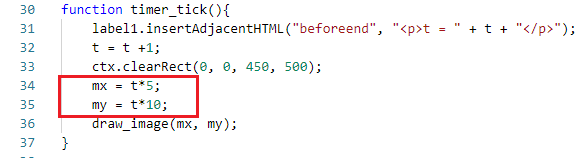 30 function timer_tick(){
31 label1.insertAdjacentHTML("beforeend", "<p>t = " + t + "</p>");
32 t = t +1;
33 ctx.clearRect(0, 0, 450, 500);
34 mx = t*5;
35 my = t*10;
36 draw_image(mx, my);
37 }